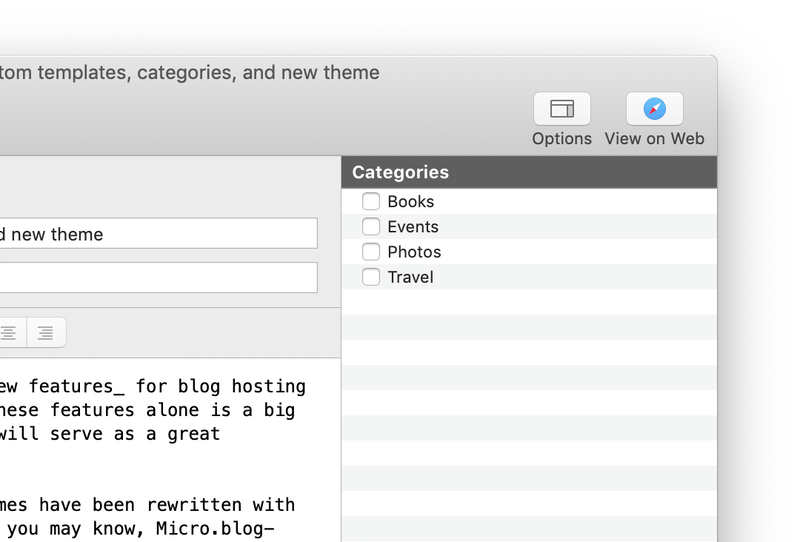 tom templates, categories, and new theme
Options
View on Web
Categories
Books
Events
Photos
Travel
d new theme
ew features_ for blog hosting
hese features alone is a big
will serve as a great
mes have been rewritten with
you may know, Micro.blog-